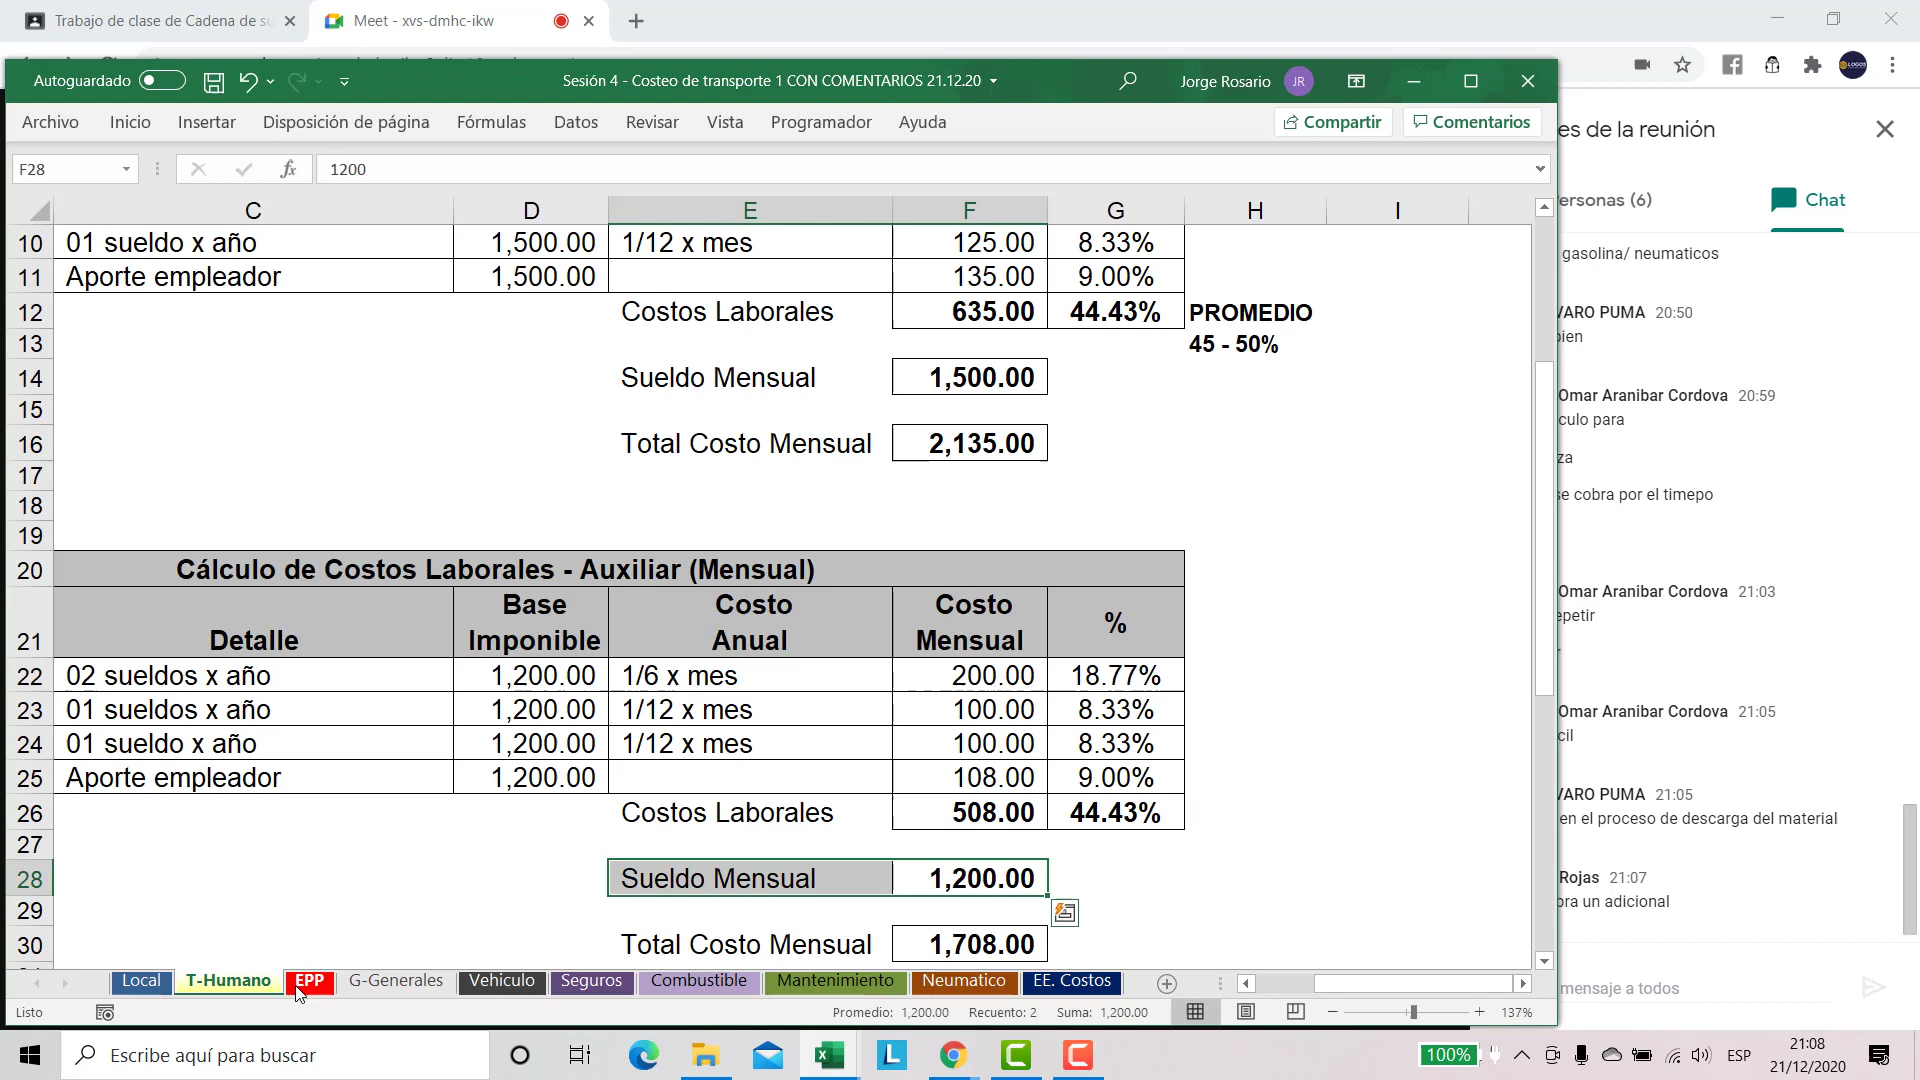 Trabajo de clase de Cadena de su
Meet - xvs-dmhc-ikw
Autoguardado
Sesión 4 - Costeo de transporte 1 CON COMENTARIOS 21.12.20
Jorge Rosario
JR
Archivo Inicio Insertar Disposición de página Fórmulas Datos Revisar Vista Programador Ayuda
Compartir
Comentarios
F28
fx
1200
C D E F G H I
10 01 sueldo x año 1,500.00 1/12 x mes 125.00 8.33%
11 Aporte empleador 1,500.00 135.00 9.00%
12 Costos Laborales 635.00 44.43% PROMEDIO
13 45 - 50%
14 Sueldo Mensual 1,500.00
15
16 Total Costo Mensual 2,135.00
17
18
19
20 Cálculo de Costos Laborales - Auxiliar (Mensual)
21 Detalle Base Imponible Costo Anual Costo Mensual %
22 02 sueldos x año 1,200.00 1/6 x mes 200.00 18.77%
23 01 sueldos x año 1,200.00 1/12 x mes 100.00 8.33%
24 01 sueldo x año 1,200.00 1/12 x mes 100.00 8.33%
25 Aporte empleador 1,200.00 108.00 9.00%
26 Costos Laborales 508.00 44.43%
27
28 Sueldo Mensual 1,200.00
29
30 Total Costo Mensual 1,708.00
Local T-Humano EPP G-Generales Vehiculo Seguros Combustible Mantenimiento Neumatico EE. Costos
Listo
Promedio: 1,200.00 Recuento: 2 Suma: 1,200.00
137%
es de la reunión
ersonas (6)
Chat
gasolina/ neumaticos
VARO PUMA 20:50
bien
Omar Aranibar Cordova 20:59
culo para
za
se cobra por el timepo
Omar Aranibar Cordova 21:03
epetir
r
Omar Aranibar Cordova 21:05
cil
VARO PUMA 21:05
en el proceso de descarga del material
Rojas 21:07
bra un adicional
mensaje a todos
Escribe aquí para buscar
100%
ESP
21:08
21/12/2020